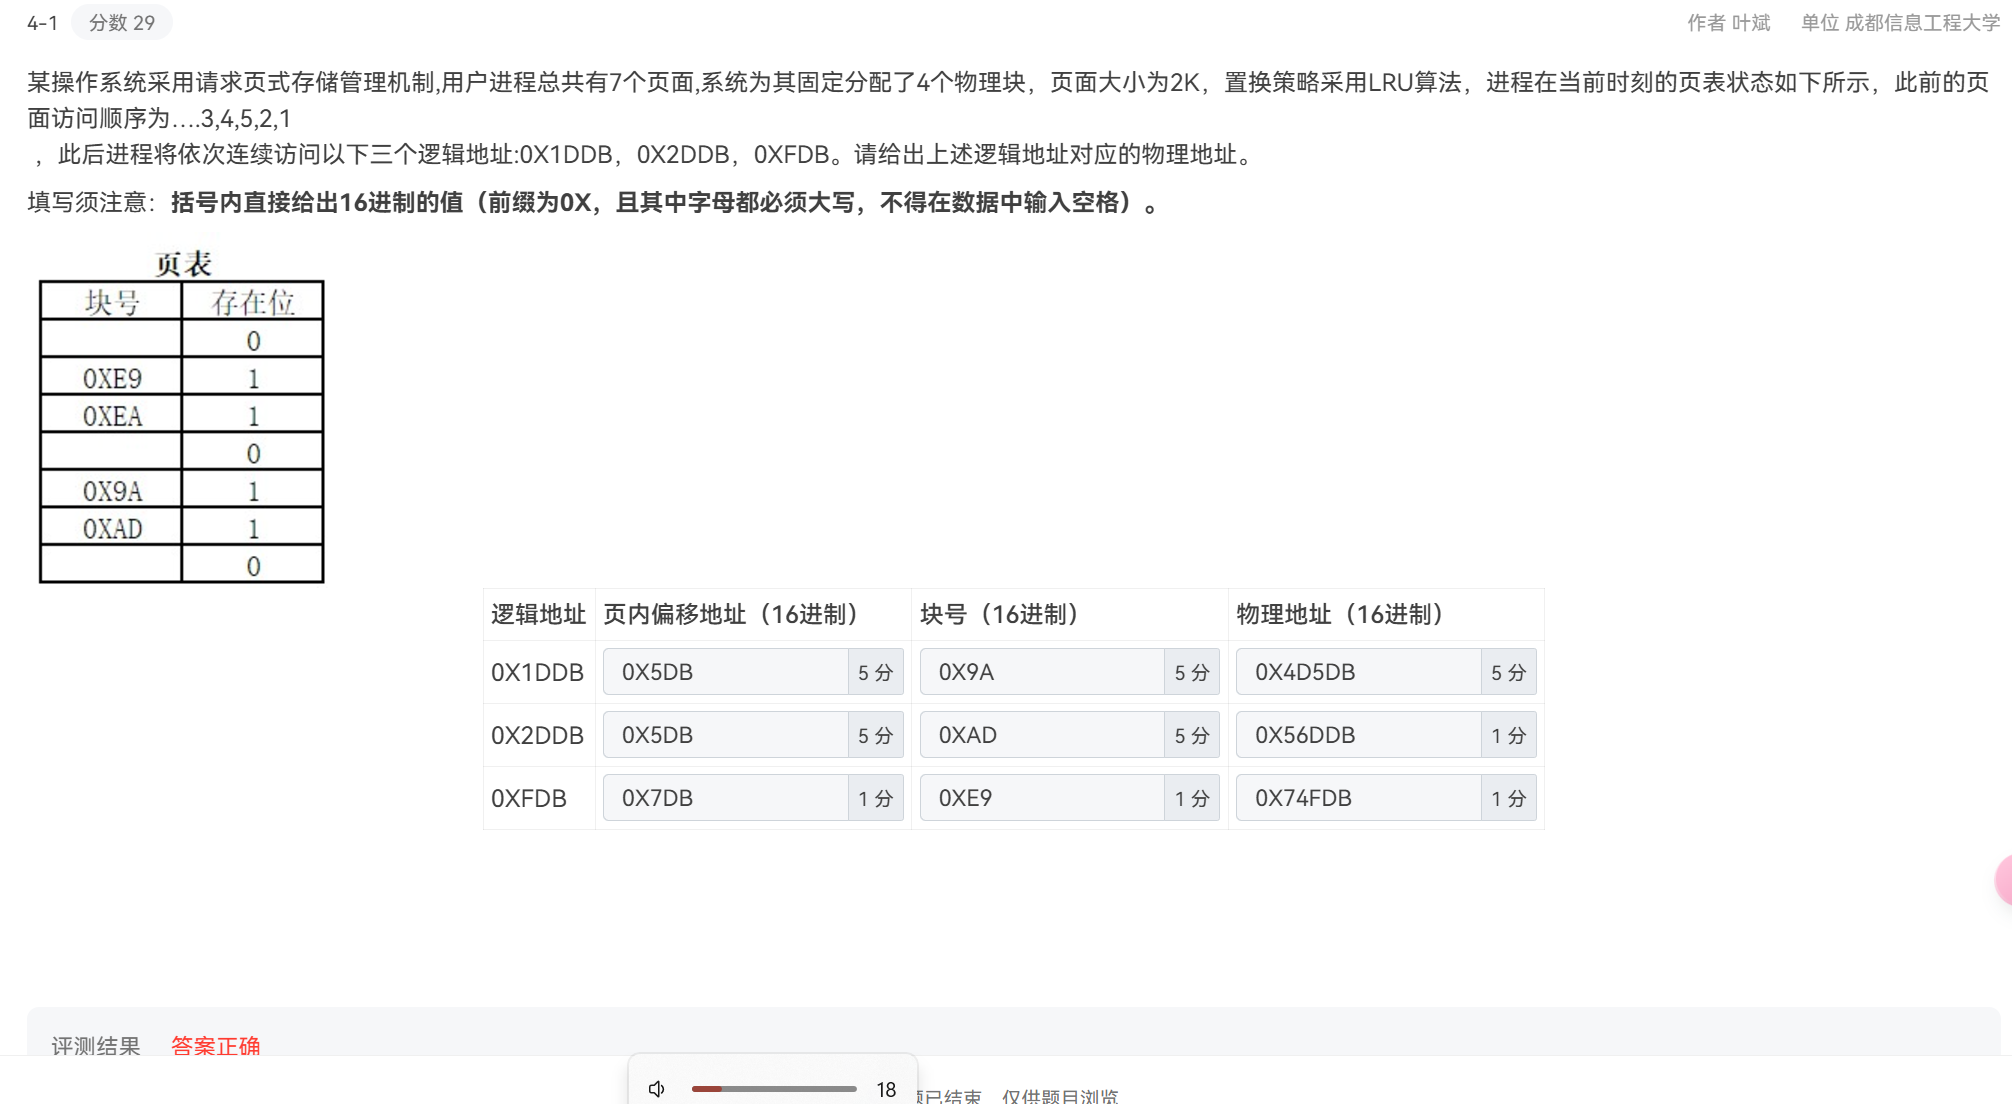 4-1 分数 29 作者 叶斌 单位 成都信息工程大学
某操作系统采用请求页式存储管理机制,用户进程总共有7个页面,系统为其固定分配了4个物理块，页面大小为2K，置换策略采用LRU算法，进程在当前时刻的页表状态如下所示，此前的页
面访问顺序为....3,4,5,2,1
，此后进程将依次连续访问以下三个逻辑地址:0X1DDB，0X2DDB，0XFDB。请给出上述逻辑地址对应的物理地址。
填写须注意：括号内直接给出16进制的值（前缀为0X，且其中字母都必须大写，不得在数据中输入空格）。
页表
块号 存在位
0
0XE9 1
0XEA 1
0
0X9A 1
0XAD 1
0
逻辑地址 页内偏移地址（16进制） 块号（16进制） 物理地址（16进制）
0X1DDB 0X5DB 5 分 0X9A 5 分 0X4D5DB 5 分
0X2DDB 0X5DB 5 分 0XAD 5 分 0X56DDB 1 分
0XFDB 0X7DB 1 分 0XE9 1 分 0X74FDB 1 分
评测结果 答案正确
18
已结束 仅供题目浏览